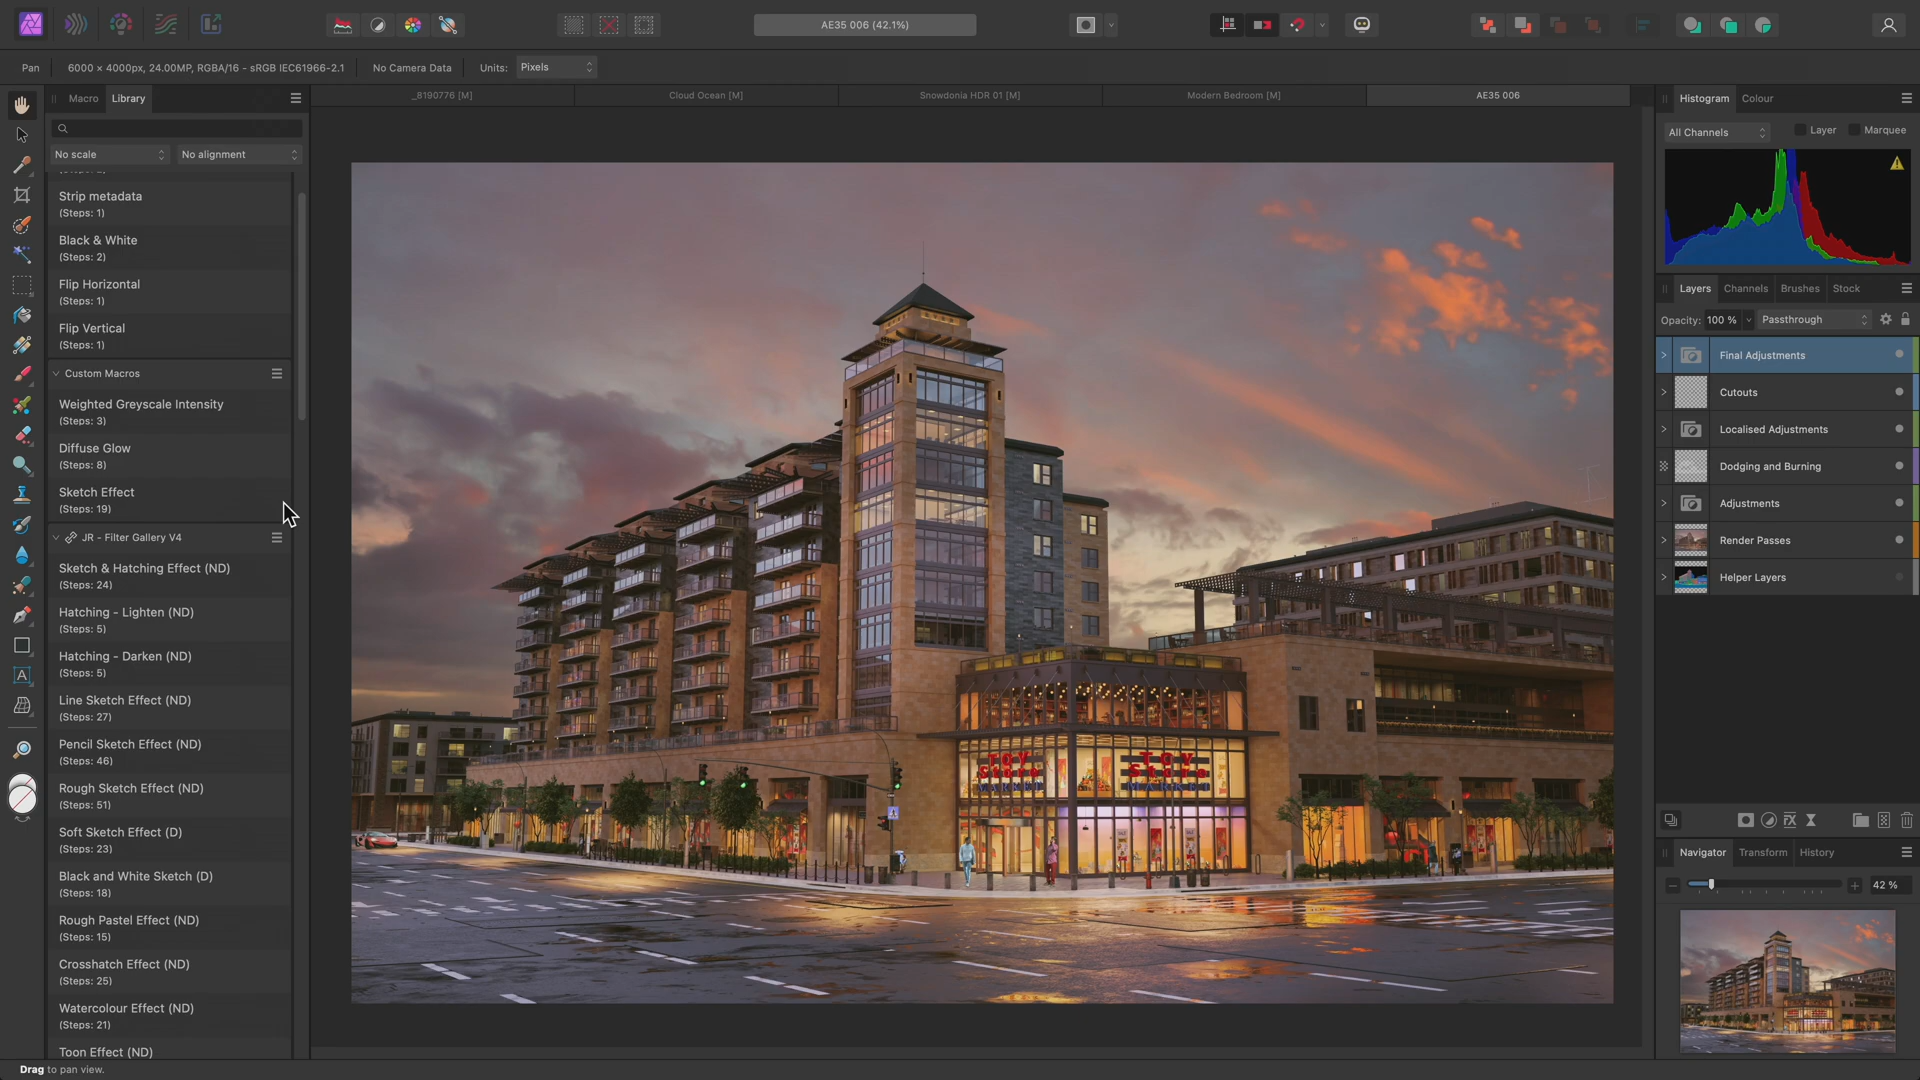 AE35 006 (42.1%)
Pan
6000 × 4000px, 24.00MP, RGBA/16 - sRGB IEC61966-2.1
No Camera Data
Units:
Pixels
Macro
Library
_8190776 [M]
Cloud Ocean [M]
Snowdonia HDR 01 [M]
Modern Bedroom [M]
AE35 006
Histogram
Colour
No scale
No alignment
All Channels
Layer
Marquee
Strip metadata
(Steps: 1)
Black & White
(Steps: 2)
Flip Horizontal
(Steps: 1)
Flip Vertical
(Steps: 1)
Custom Macros
Weighted Greyscale Intensity
(Steps: 3)
Diffuse Glow
(Steps: 8)
Sketch Effect
(Steps: 19)
JR - Filter Gallery V4
Sketch & Hatching Effect (ND)
(Steps: 24)
Hatching - Lighten (ND)
(Steps: 5)
Hatching - Darken (ND)
(Steps: 5)
Line Sketch Effect (ND)
(Steps: 27)
Pencil Sketch Effect (ND)
(Steps: 46)
Rough Sketch Effect (ND)
(Steps: 51)
Soft Sketch Effect (D)
(Steps: 23)
Black and White Sketch (D)
(Steps: 18)
Rough Pastel Effect (ND)
(Steps: 15)
Crosshatch Effect (ND)
(Steps: 25)
Watercolour Effect (ND)
(Steps: 21)
Toon Effect (ND)
TOY
Store
MARKET
TOY
Store
MARKET
Layers
Channels
Brushes
Stock
Opacity:
100 %
Passthrough
Final Adjustments
Cutouts
Localised Adjustments
Dodging and Burning
Adjustments
Render Passes
Helper Layers
Navigator
Transform
History
42 %
Drag to pan view.